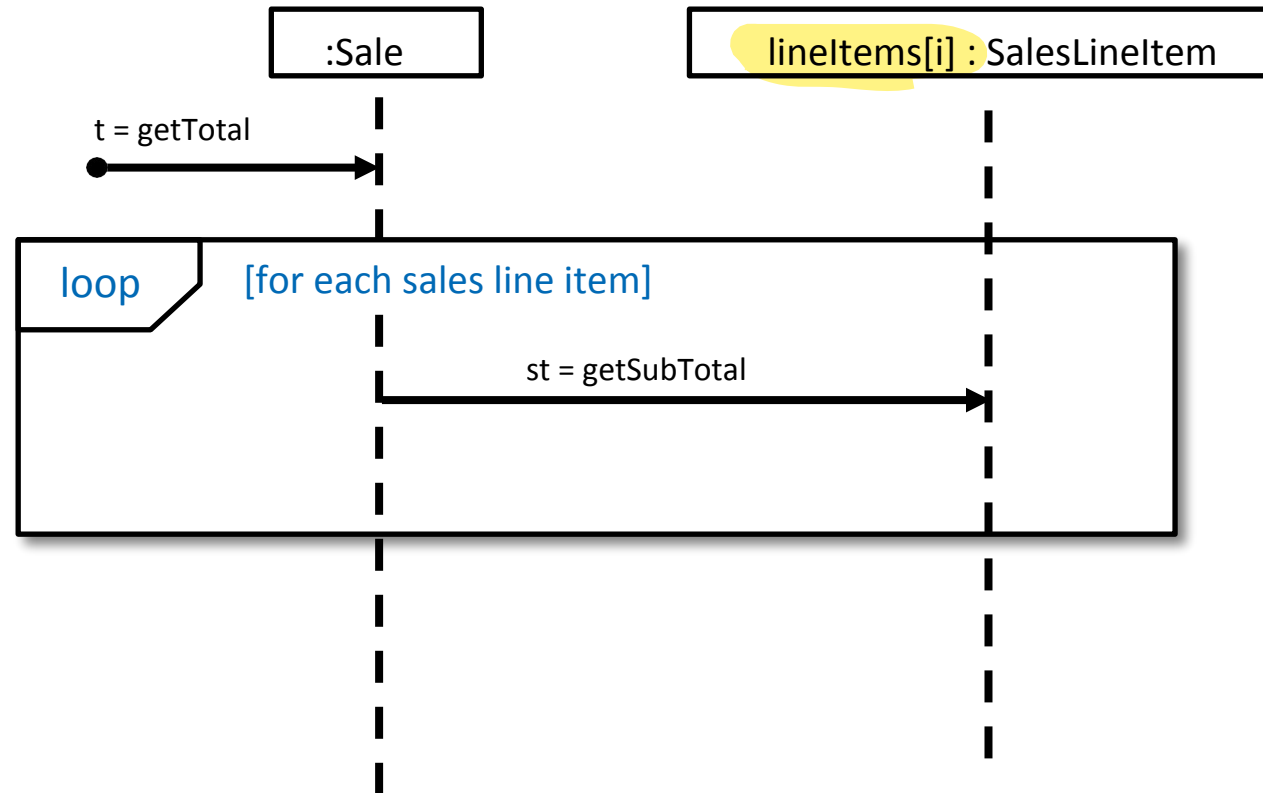 :Sale
lineItems[i] : SalesLineItem
t = getTotal
loop
[for each sales line item]
st = getSubTotal